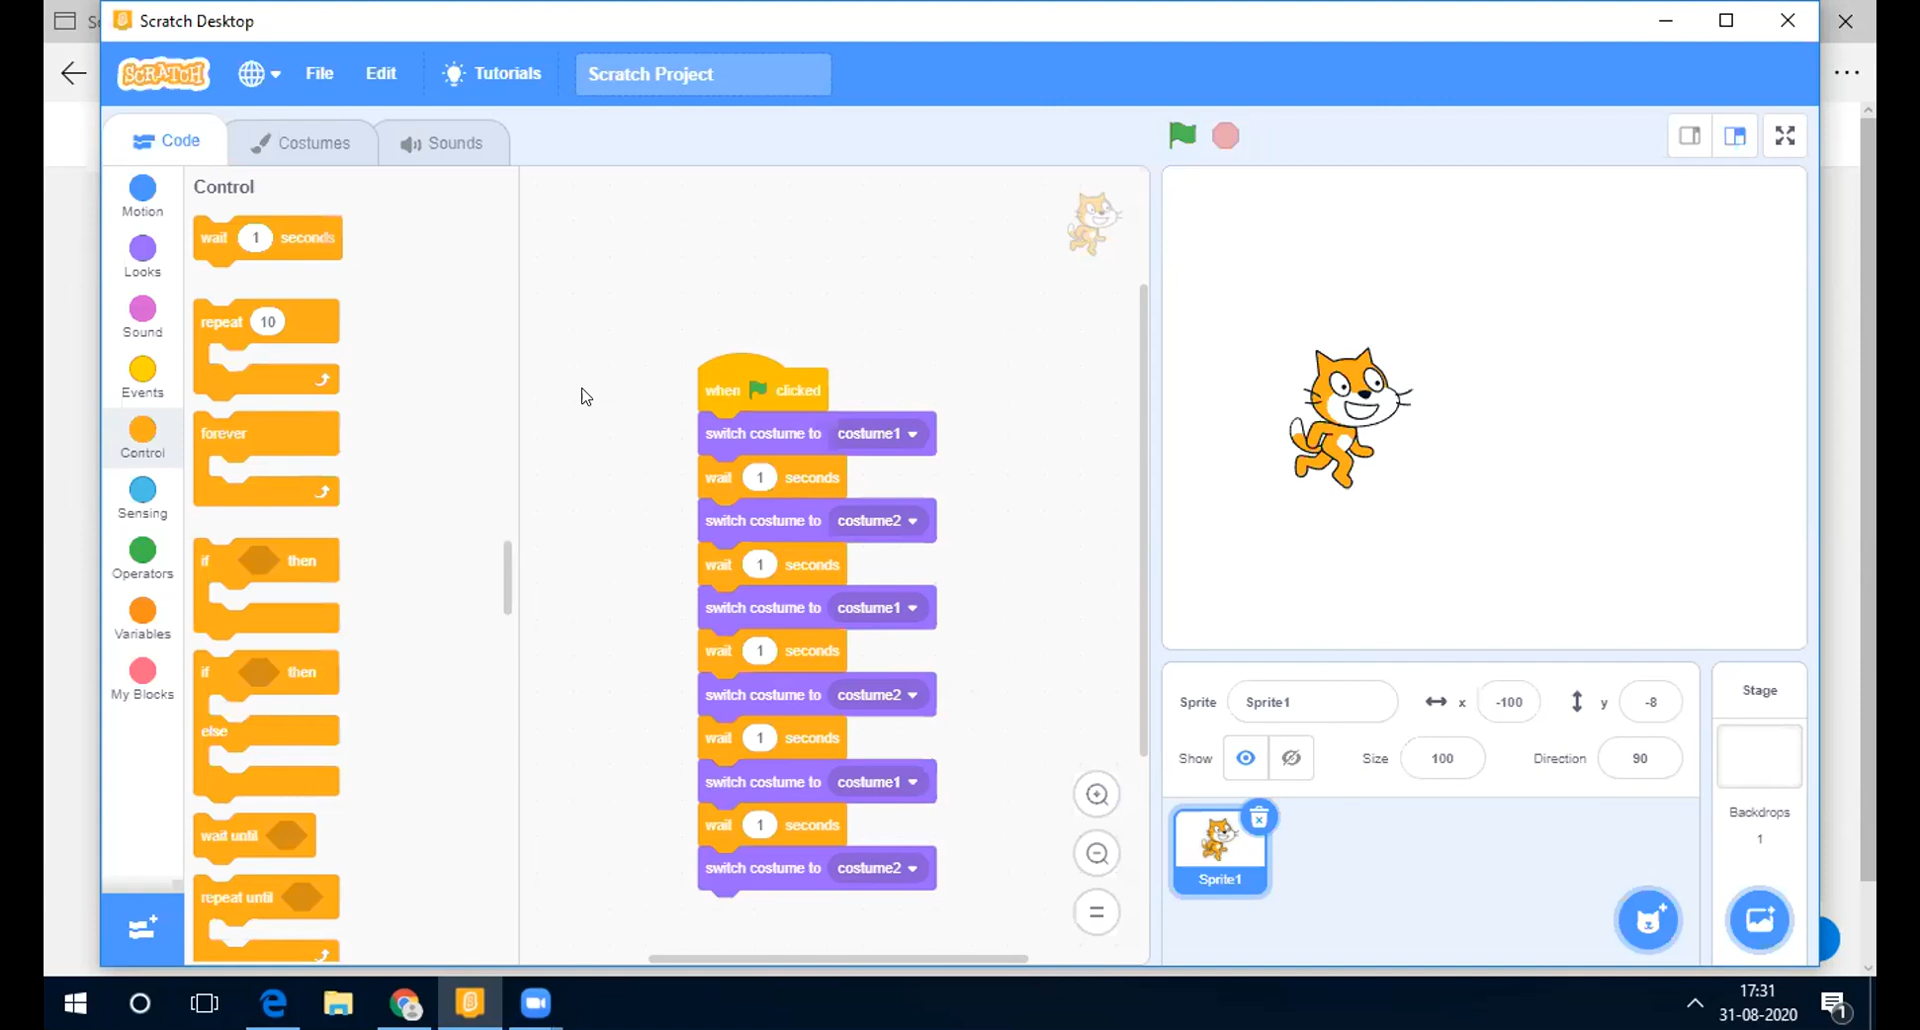 Sc
Scratch Desktop
SCRATCH
File
Edit
Tutorials
Scratch Project
Code
Costumes
Sounds
Motion
Looks
Sound
Events
Control
Sensing
Operators
Variables
My Blocks
Control
wait 1 seconds
repeat 10
forever
if then
if then
else
wait until
repeat until
when clicked
switch costume to costume1
wait 1 seconds
switch costume to costume2
wait 1 seconds
switch costume to costume1
wait 1 seconds
switch costume to costume2
wait 1 seconds
switch costume to costume1
wait 1 seconds
switch costume to costume2
Sprite Sprite1 x -100 y -8
Show Size 100 Direction 90
Sprite1
Stage
Backdrops
1
17:31
31-08-2020
1